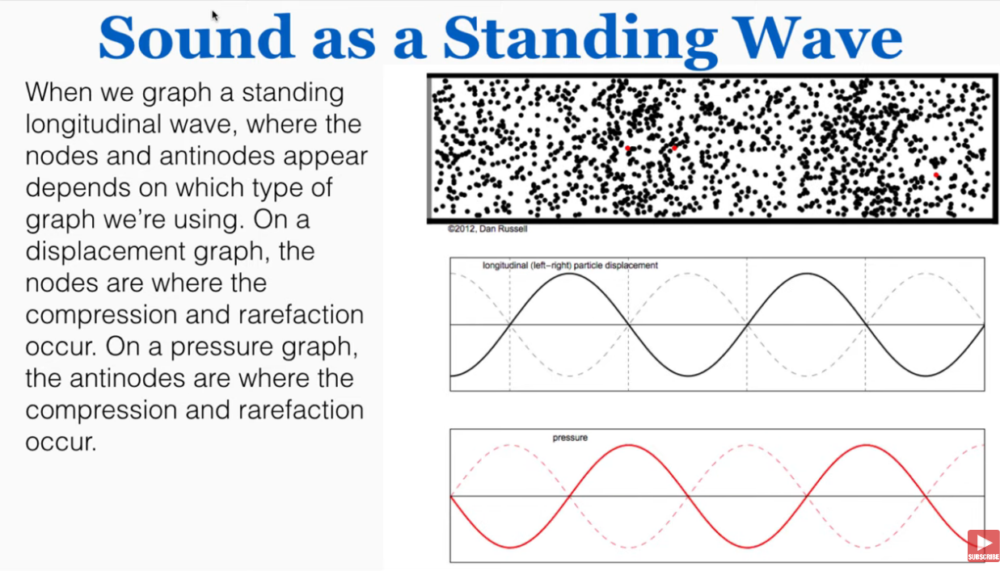 Sound as a Standing Wave
When we graph a standing
longitudinal wave, where the
nodes and antinodes appear
depends on which type of
graph we’re using. On a
displacement graph, the
nodes are where the
compression and rarefaction
occur. On a pressure graph,
the antinodes are where the
compression and rarefaction
occur.
©2012, Dan Russell
longitudinal (left–right) particle displacement
pressure
SUBSCRIBE